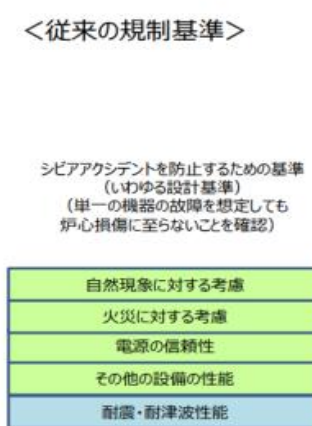 ＜従来の規制基準＞
シビアアクシデントを防止するための基準
（いわゆる設計基準）
（単一の機器の故障を想定しても
炉心損傷に至らないことを確認）
自然現象に対する考慮
火災に対する考慮
電源の信頼性
その他の設備の性能
耐震・耐津波性能